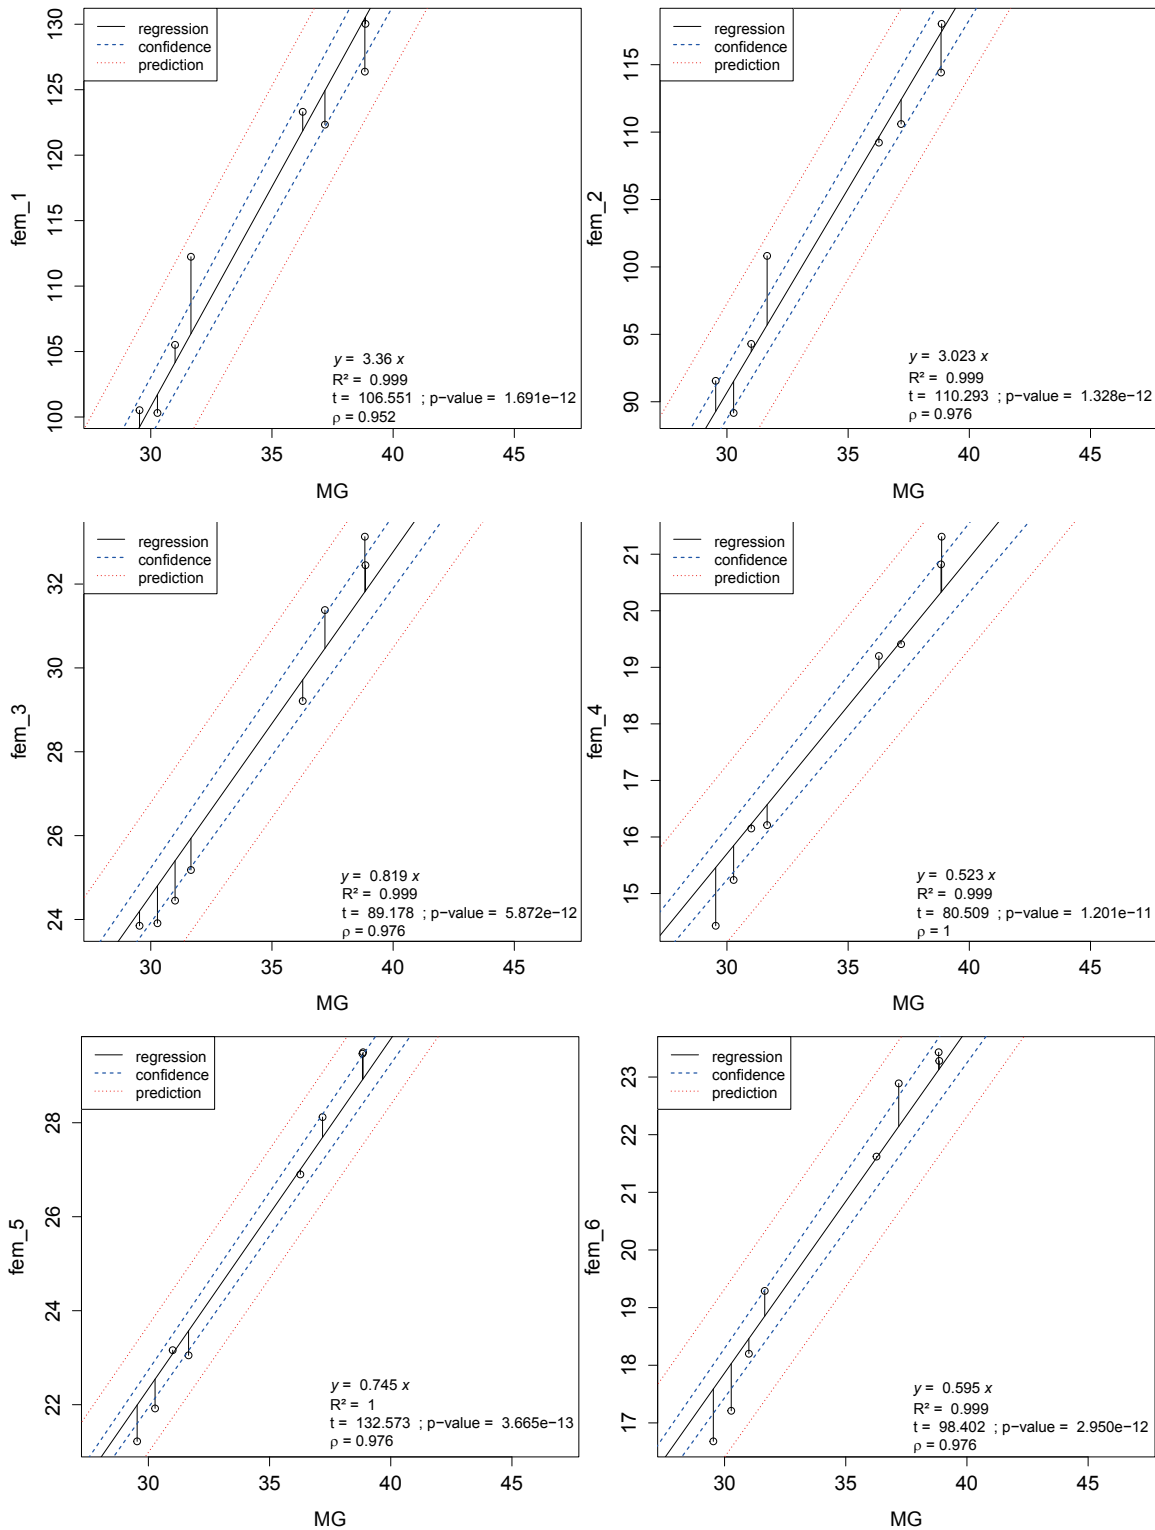 regression
confidence
prediction
130
125
120
115
110
105
100
fem_1
y = 3.36 x
R² = 0.999
t = 106.551 ; p-value = 1.691e-12
ρ = 0.952
30 35 40 45
MG
regression
confidence
prediction
115
110
105
100
95
90
fem_2
y = 3.023 x
R² = 0.999
t = 110.293 ; p-value = 1.328e-12
ρ = 0.976
30 35 40 45
MG
regression
confidence
prediction
32
30
28
26
24
fem_3
y = 0.819 x
R² = 0.999
t = 89.178 ; p-value = 5.872e-12
ρ = 0.976
30 35 40 45
MG
regression
confidence
prediction
21
20
19
18
17
16
15
fem_4
y = 0.523 x
R² = 0.999
t = 80.509 ; p-value = 1.201e-11
ρ = 1
30 35 40 45
MG
regression
confidence
prediction
28
26
24
22
fem_5
y = 0.745 x
R² = 1
t = 132.573 ; p-value = 3.665e-13
ρ = 0.976
30 35 40 45
MG
regression
confidence
prediction
23
22
21
20
19
18
17
fem_6
y = 0.595 x
R² = 0.999
t = 98.402 ; p-value = 2.950e-12
ρ = 0.976
30 35 40 45
MG